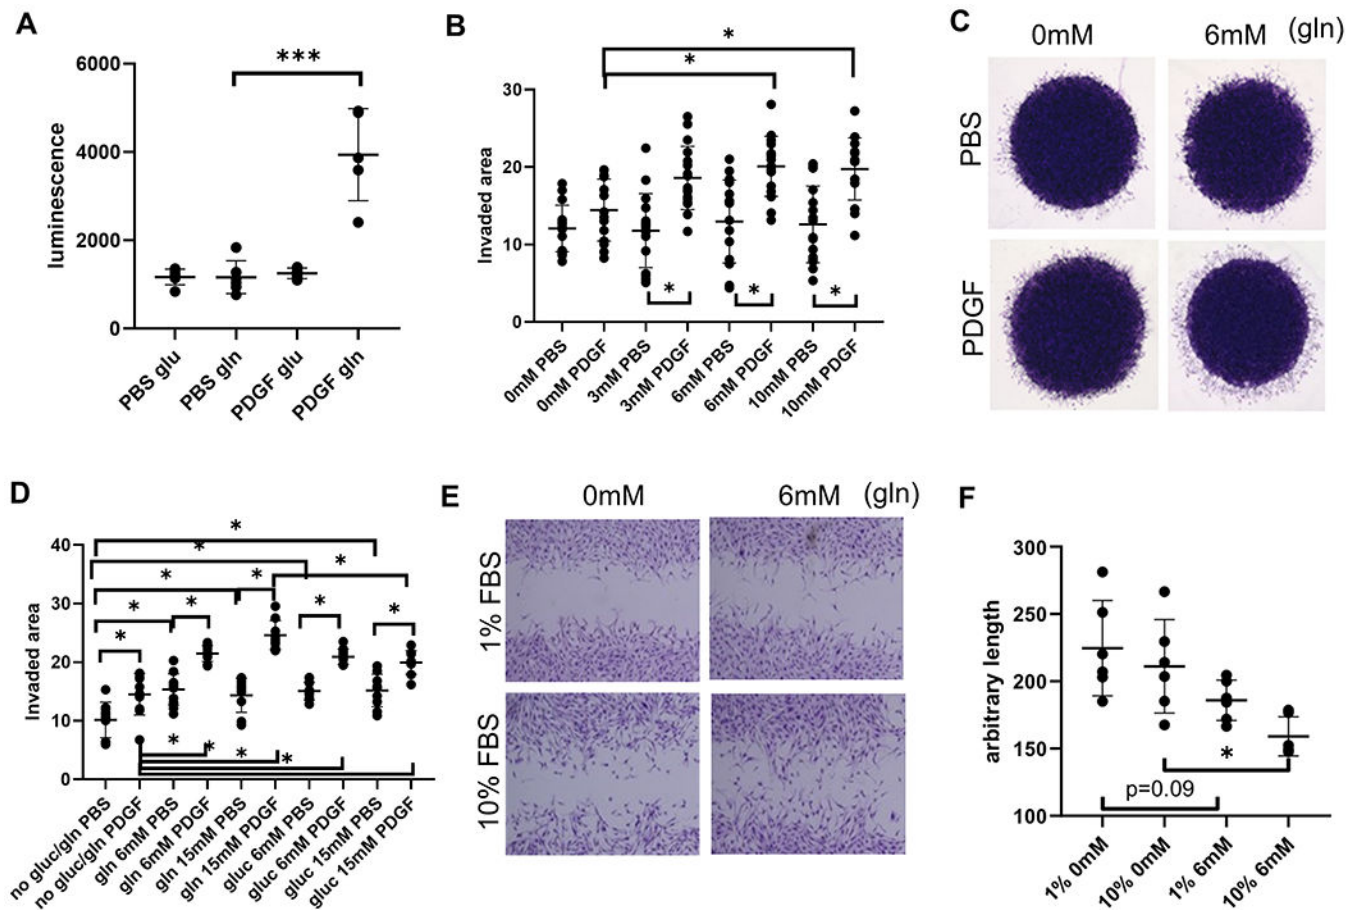 A
***
luminescence
6000
4000
2000
0
PBS glu
PBS gln
PDGF glu
PDGF gln
B
*
*
Invaded area
30
20
10
0
*
*
*
0mM PBS
0mM PDGF
3mM PBS
3mM PDGF
6mM PBS
6mM PDGF
10mM PBS
10mM PDGF
C
0mM
6mM
(gln)
PBS
PDGF
D
*
*
*
*
*
*
*
*
*
*
Invaded area
40
30
20
10
0
*
*
*
*
no gluc/gln PBS
no gluc/gln PDGF
gln 6mM PBS
gln 6mM PDGF
gln 15mM PBS
gln 15mM PDGF
gluc 6mM PBS
gluc 6mM PDGF
gluc 15mM PBS
gluc 15mM PDGF
E
0mM
6mM
(gln)
1% FBS
10% FBS
F
arbitrary length
300
250
200
150
100
*
p=0.09
1% 0mM
10% 0mM
1% 6mM
10% 6mM